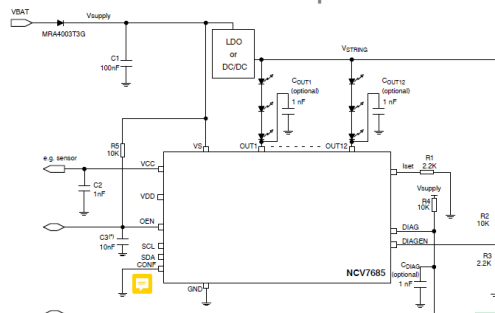 VBAT
Vsupply
MRA4003T3G
LDO
or
DC/DC
VSTRING
C1
100nF
COUT1
(optional)
1 nF
COUT12
(optional)
1 nF
R5
10K
VS
OUT1
OUT12
e.g. sensor
VCC
Iset
R1
2.2K
C2
1nF
VDD
Vsupply
R4
10K
OEN
DIAG
R2
10K
C3(*)
10nF
SCL
DIAGEN
SDA
CONF
R3
2.2K
CDIAG
(optional)
1 nF
NCV7685
GND